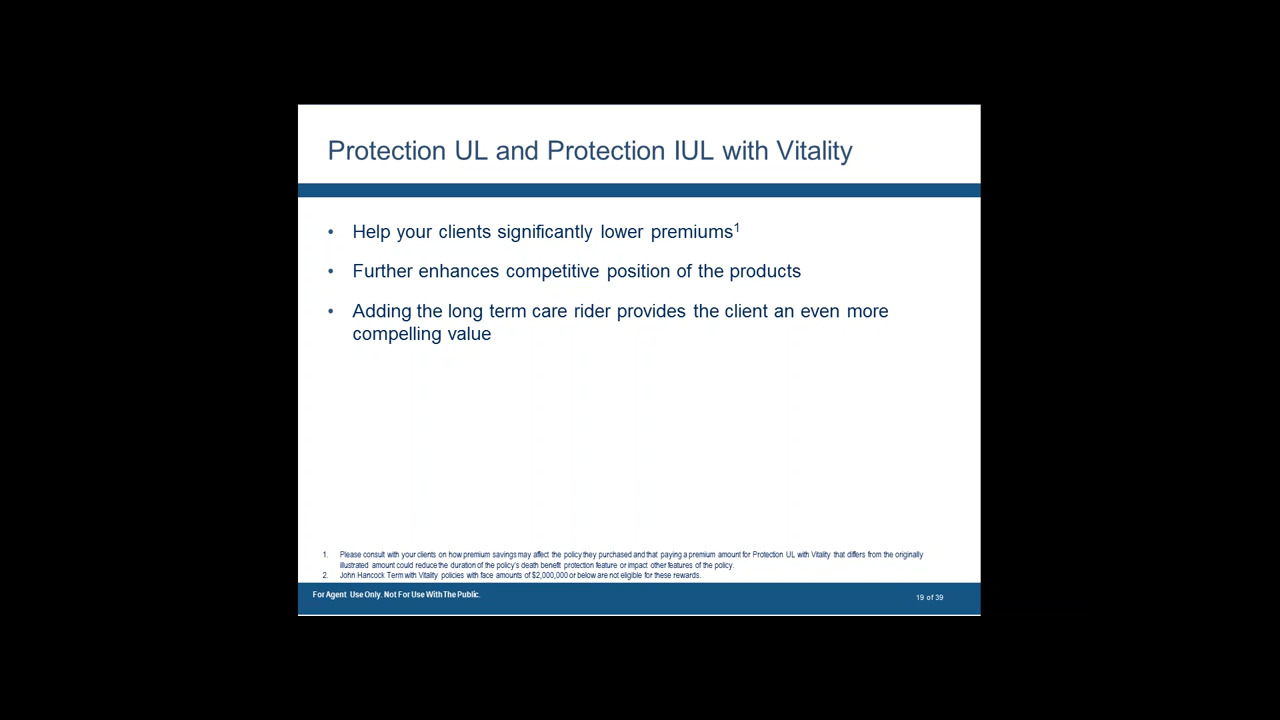 Protection UL and Protection IUL with Vitality
• Help your clients significantly lower premiums1
• Further enhances competitive position of the products
• Adding the long term care rider provides the client an even more
compelling value
1. Please consult with your clients on how premium savings may affect the policy they purchased and that paying a premium amount for Protection UL with Vitality that differs from the originally
illustrated amount could reduce the duration of the policy's death benefit protection feature or impact other features of the policy.
2. John Hancock Term with Vitality policies with face amounts of $2,000,000 or below are not eligible for these rewards.
For Agent Use Only. Not For Use With The Public.
19 of 39